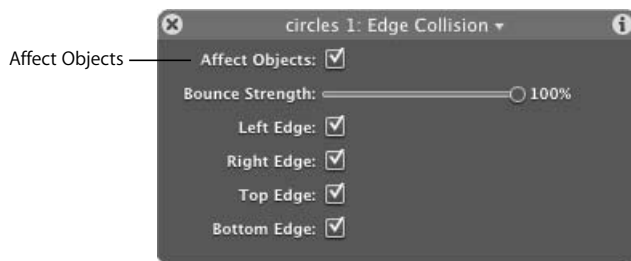 circles 1: Edge Collision
Affect Objects
Affect Objects:
Bounce Strength: 100%
Left Edge:
Right Edge:
Top Edge:
Bottom Edge: